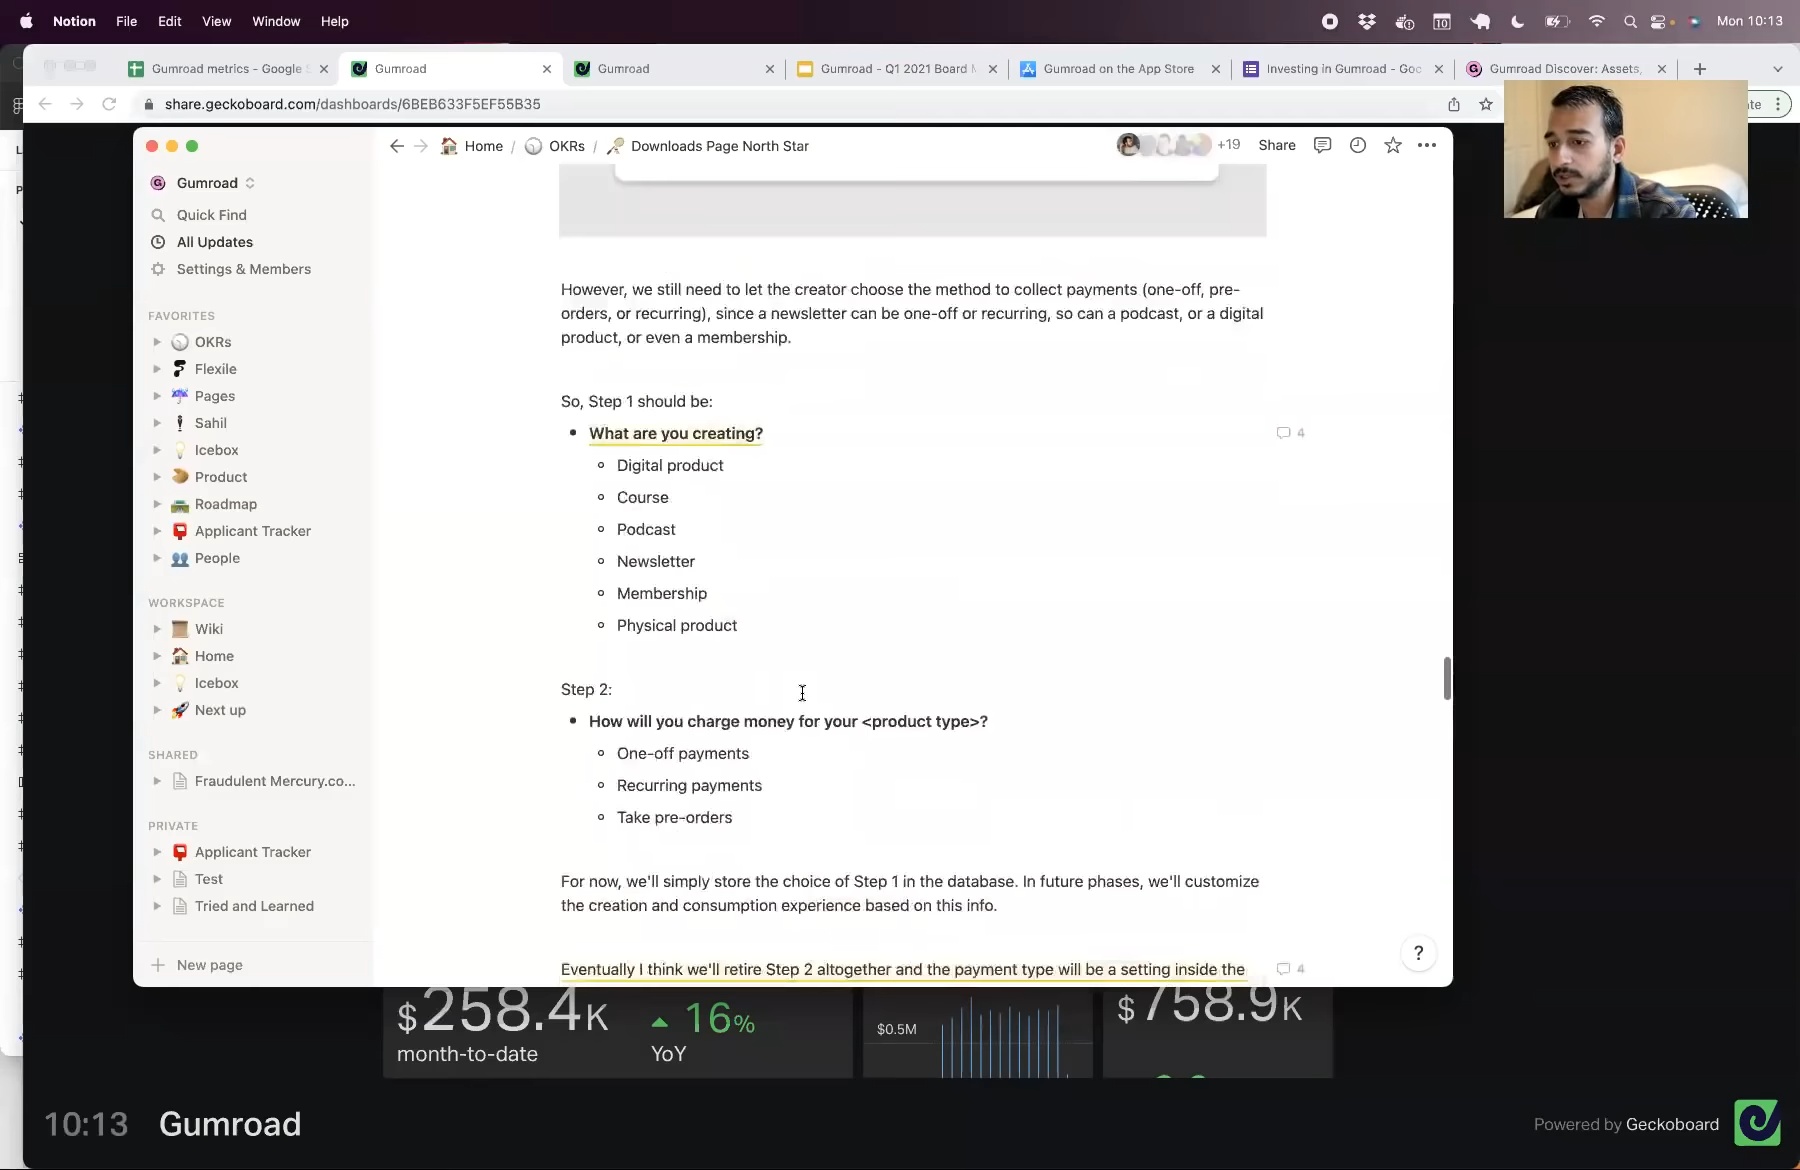 Notion File Edit View Window Help
10
Mon 10:13
Gumroad metrics - Google S
Gumroad
Gumroad
Gumroad - Q1 2021 Board M
Gumroad on the App Store
Investing in Gumroad - Goo
Gumroad Discover: Assets,
share.geckoboard.com/dashboards/6BEB633F5EF55B35
Home / OKRs / Downloads Page North Star
+19 Share
Gumroad
Quick Find
All Updates
Settings & Members
FAVORITES
OKRs
Flexile
Pages
Sahil
Icebox
Product
Roadmap
Applicant Tracker
People
WORKSPACE
Wiki
Home
Icebox
Next up
SHARED
Fraudulent Mercury.co...
PRIVATE
Applicant Tracker
Test
Tried and Learned
New page
However, we still need to let the creator choose the method to collect payments (one-off, pre-
orders, or recurring), since a newsletter can be one-off or recurring, so can a podcast, or a digital
product, or even a membership.
So, Step 1 should be:
What are you creating?
4
Digital product
Course
Podcast
Newsletter
Membership
Physical product
Step 2:
How will you charge money for your <product type>?
One-off payments
Recurring payments
Take pre-orders
For now, we'll simply store the choice of Step 1 in the database. In future phases, we'll customize
the creation and consumption experience based on this info.
Eventually I think we'll retire Step 2 altogether and the payment type will be a setting inside the
4
?
$258.4K
16%
month-to-date
YoY
$0.5M
$758.9K
10:13 Gumroad
Powered by Geckoboard